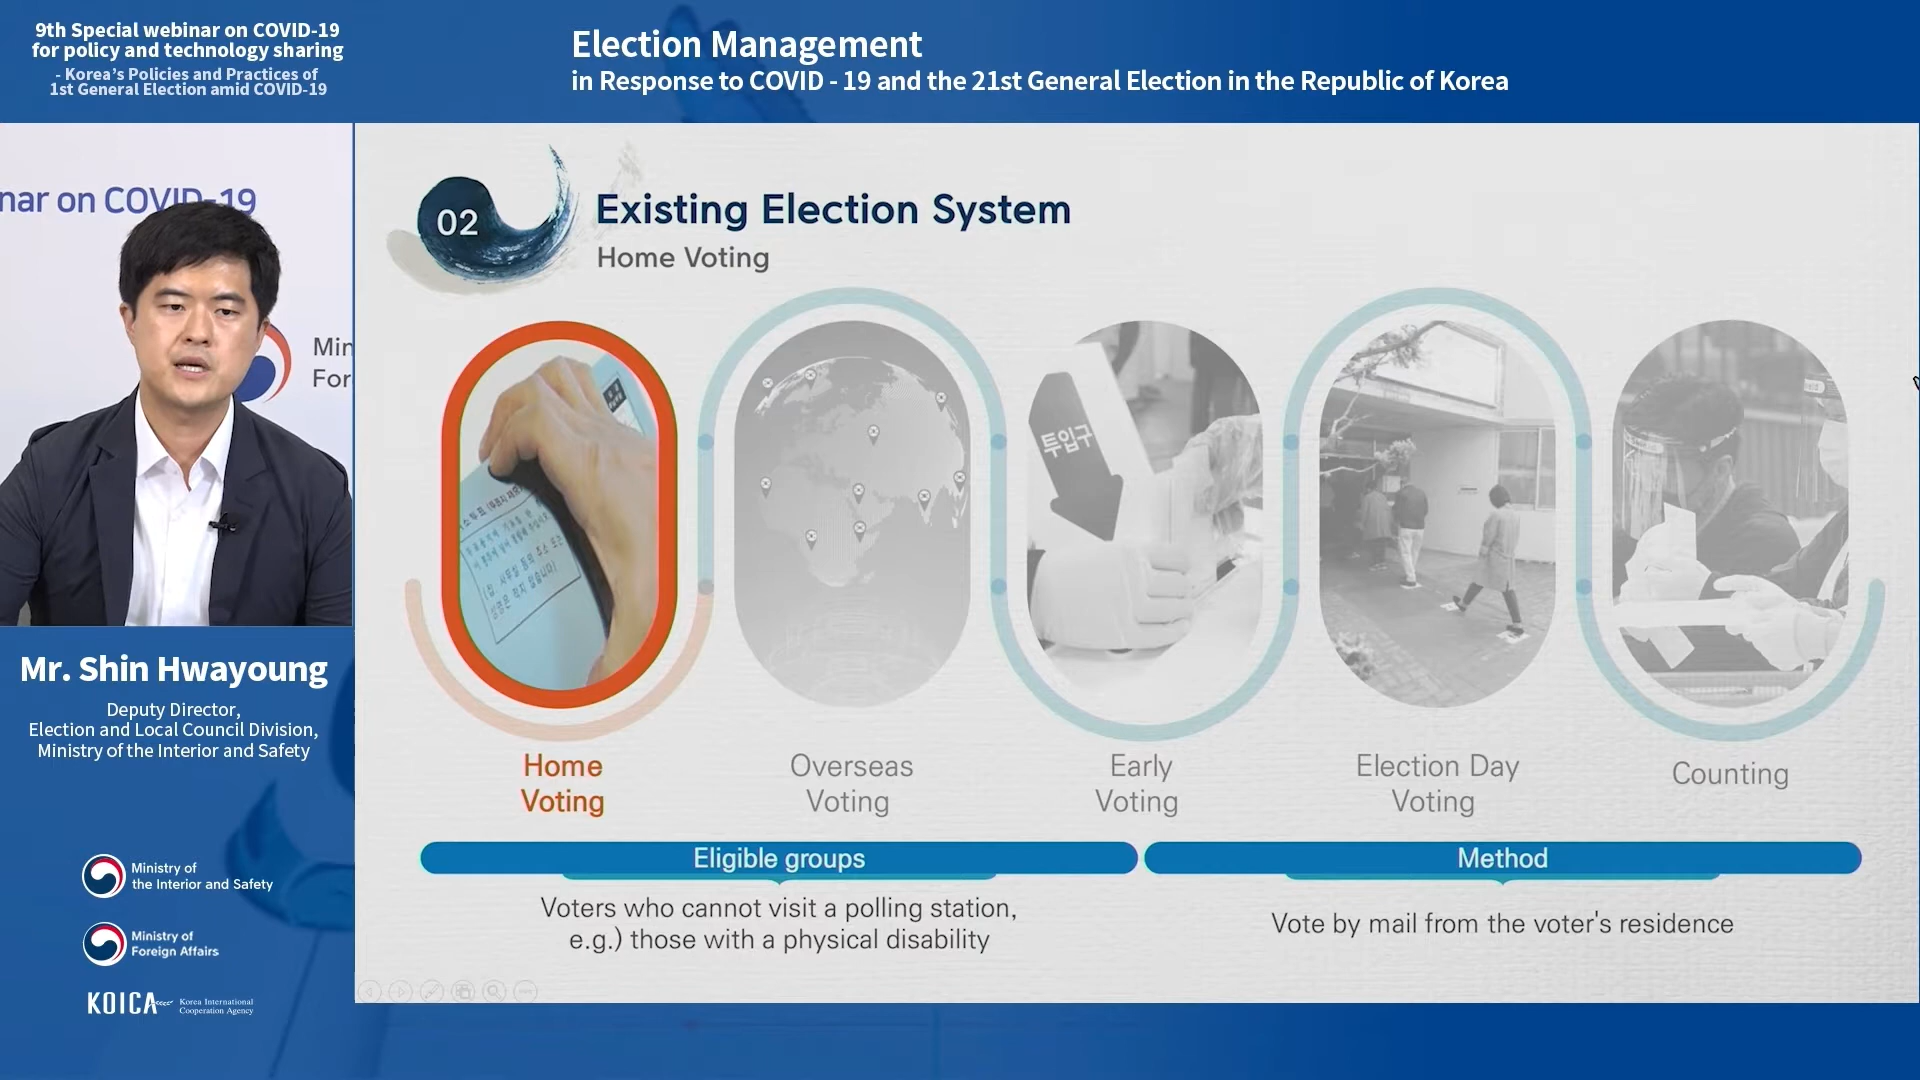 9th Special webinar on COVID-19
for policy and technology sharing
- Korea's Policies and Practices of
1st General Election amid COVID-19
Election Management
in Response to COVID - 19 and the 21st General Election in the Republic of Korea
nar on COVID-19
Min
For
Mr. Shin Hwayoung
Deputy Director,
Election and Local Council Division,
Ministry of the Interior and Safety
Ministry of
the Interior and Safety
Ministry of
Foreign Affairs
KOICA
Korea International
Cooperation Agency
02
Existing Election System
Home Voting
투입구
Home
Voting
Overseas
Voting
Early
Voting
Election Day
Voting
Counting
Eligible groups
Voters who cannot visit a polling station,
e.g.) those with a physical disability
Method
Vote by mail from the voter's residence